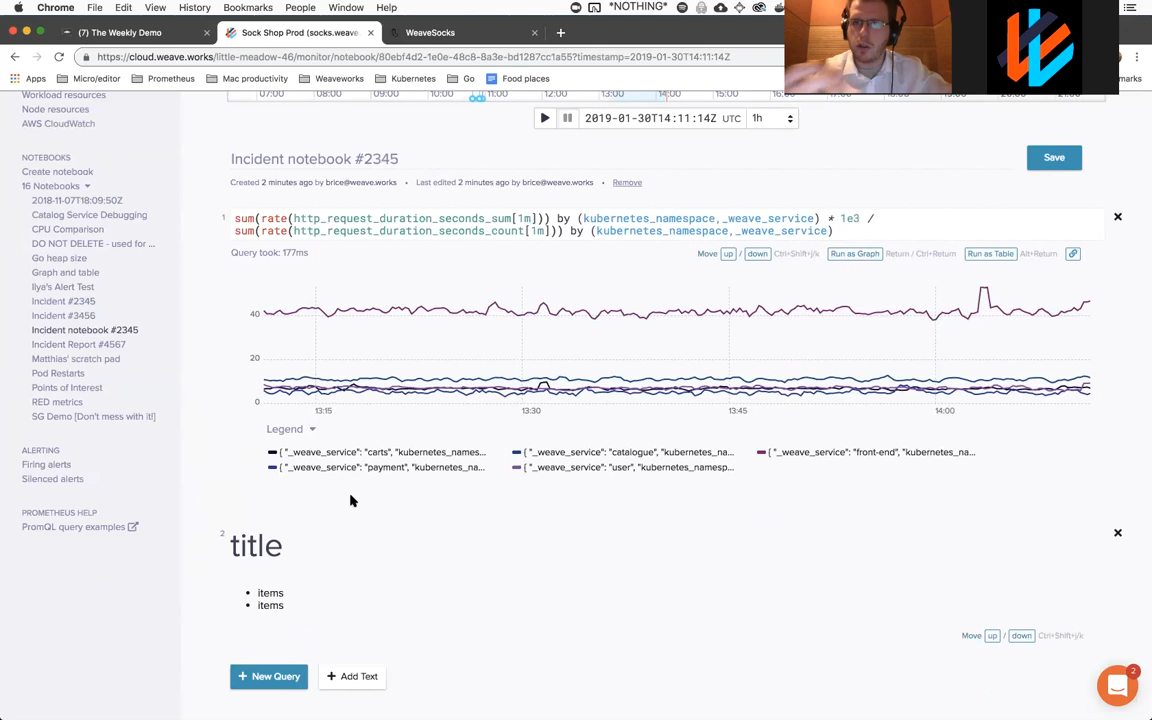 Chrome File Edit View History Bookmarks People Window Help *NOTHING*
(7) The Weekly Demo × Sock Shop Prod (socks.weave × WeaveSocks × +
https://cloud.weave.works/little-meadow-46/monitor/notebook/80ebf4d2-1e0e-48c8-8a3e-bd1287cc1a55?timestamp=2019-01-30T14:11:14Z
Apps Micro/editor Prometheus Mac productivity Weaveworks Kubernetes Go Food places
07:00 08:00 09:00 10:00 11:00 12:00 13:00 14:00 15:00
Workload resources
Node resources
AWS CloudWatch
2019-01-30T14:11:14Z UTC 1h
NOTEBOOKS
Create notebook
16 Notebooks
2018-11-07T18:09:50Z
Catalog Service Debugging
CPU Comparison
DO NOT DELETE - used for ...
Go heap size
Graph and table
Ilya's Alert Test
Incident #2345
Incident #3456
Incident notebook #2345
Incident Report #4567
Matthias' scratch pad
Pod Restarts
Points of Interest
RED metrics
SG Demo [Don't mess with it!]
ALERTING
Firing alerts
Silenced alerts
PROMETHEUS HELP
PromQL query examples
Incident notebook #2345
Save
Created 2 minutes ago by brice@weave.works • Last edited 2 minutes ago by brice@weave.works • Remove
1
sum(rate(http_request_duration_seconds_sum[1m])) by (kubernetes_namespace,_weave_service) * 1e3 /
sum(rate(http_request_duration_seconds_count[1m])) by (kubernetes_namespace,_weave_service)
Query took: 177ms
Move up / down Ctrl+Shift+j/k Run as Graph Return / Ctrl+Return Run as Table Alt+Return
40
20
0
13:15 13:30 13:45 14:00
Legend
{ "_weave_service": "carts", "kubernetes_names... { "_weave_service": "catalogue", "kubernetes_na... { "_weave_service": "front-end", "kubernetes_na...
{ "_weave_service": "payment", "kubernetes_na... { "_weave_service": "user", "kubernetes_namesp...
2
title
• items
• items
Move up / down Ctrl+Shift+j/k
+ New Query + Add Text
2